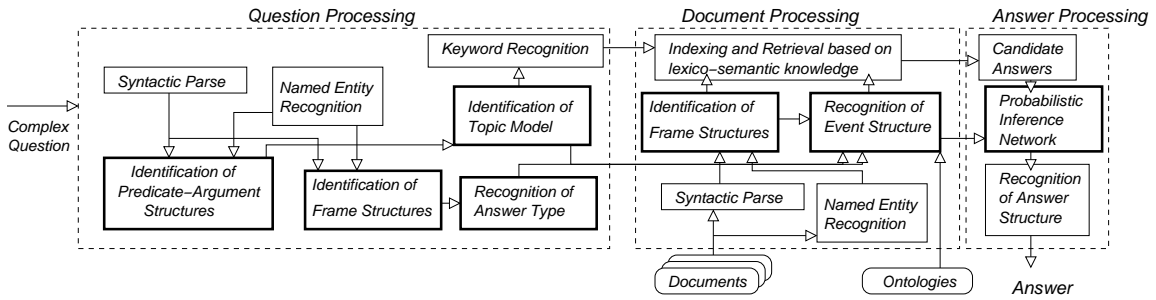 Question Processing
Document Processing
Answer Processing
Keyword Recognition
Indexing and Retrieval based on
lexico−semantic knowledge
Candidate
Answers
Syntactic Parse
Named Entity
Recognition
Identification of
Topic Model
Identification of
Frame Structures
Recognition of
Event Structure
Probabilistic
Inference
Network
Complex
Question
Identification of
Predicate−Argument
Structures
Identification of
Frame Structures
Recognition of
Answer Type
Syntactic Parse
Named Entity
Recognition
Recognition
of Answer
Structure
Documents
Ontologies
Answer